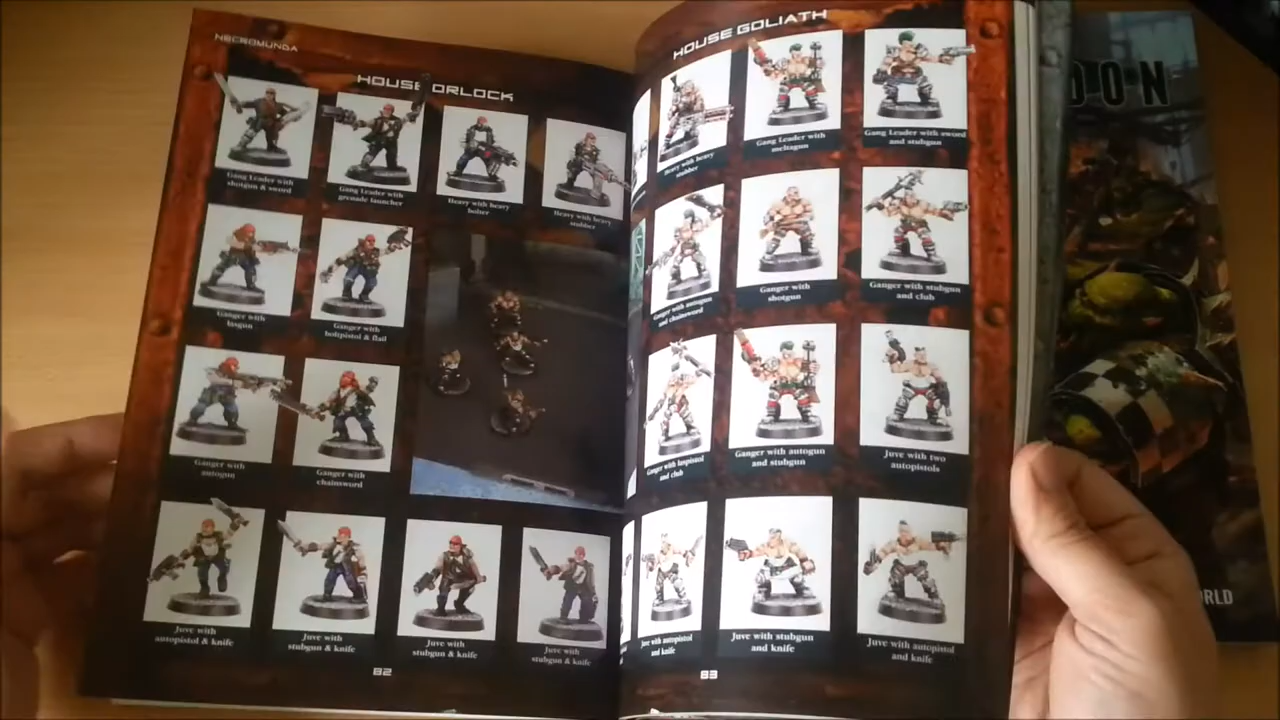 NECROMUNDA
HOUSE ORLOCK
Gang Leader with
shotgun & sword
Gang Leader with
grenade launcher
Heavy with heavy
bolter
Heavy with heavy
stubber
Ganger with
lasgun
Ganger with
boltpistol & flail
Ganger with
autogun
Ganger with
chainsword
Juve with
autopistol & knife
Juve with
stubgun & knife
Juve with
stubgun & knife
Juve with
stubgun & knife
82
HOUSE GOLIATH
Heavy with heavy
stubber
Gang Leader with
meltagun
Gang Leader with sword
and stubgun
Ganger with autogun
and chainsword
Ganger with
shotgun
Ganger with stubgun
and club
Ganger with laspistol
and club
Ganger with autogun
and stubgun
Juve with two
autopistols
Juve with autopistol
and knife
Juve with stubgun
and knife
Juve with autopistol
and knife
83
DON
WORLD